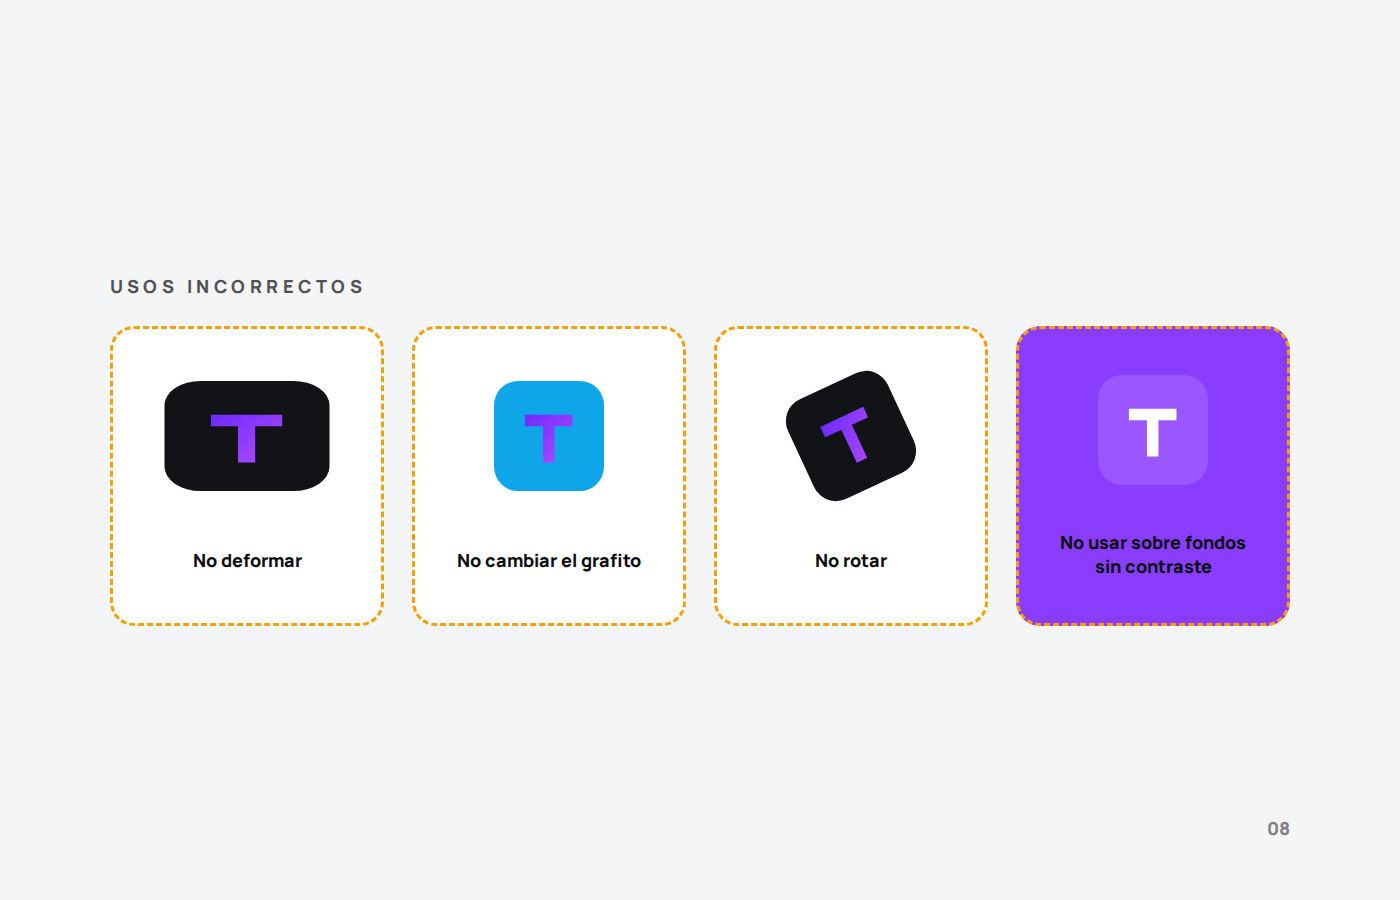 USOS INCORRECTOS
T
No deformar
T
No cambiar el grafito
T
No rotar
T
No usar sobre fondos
sin contraste
08